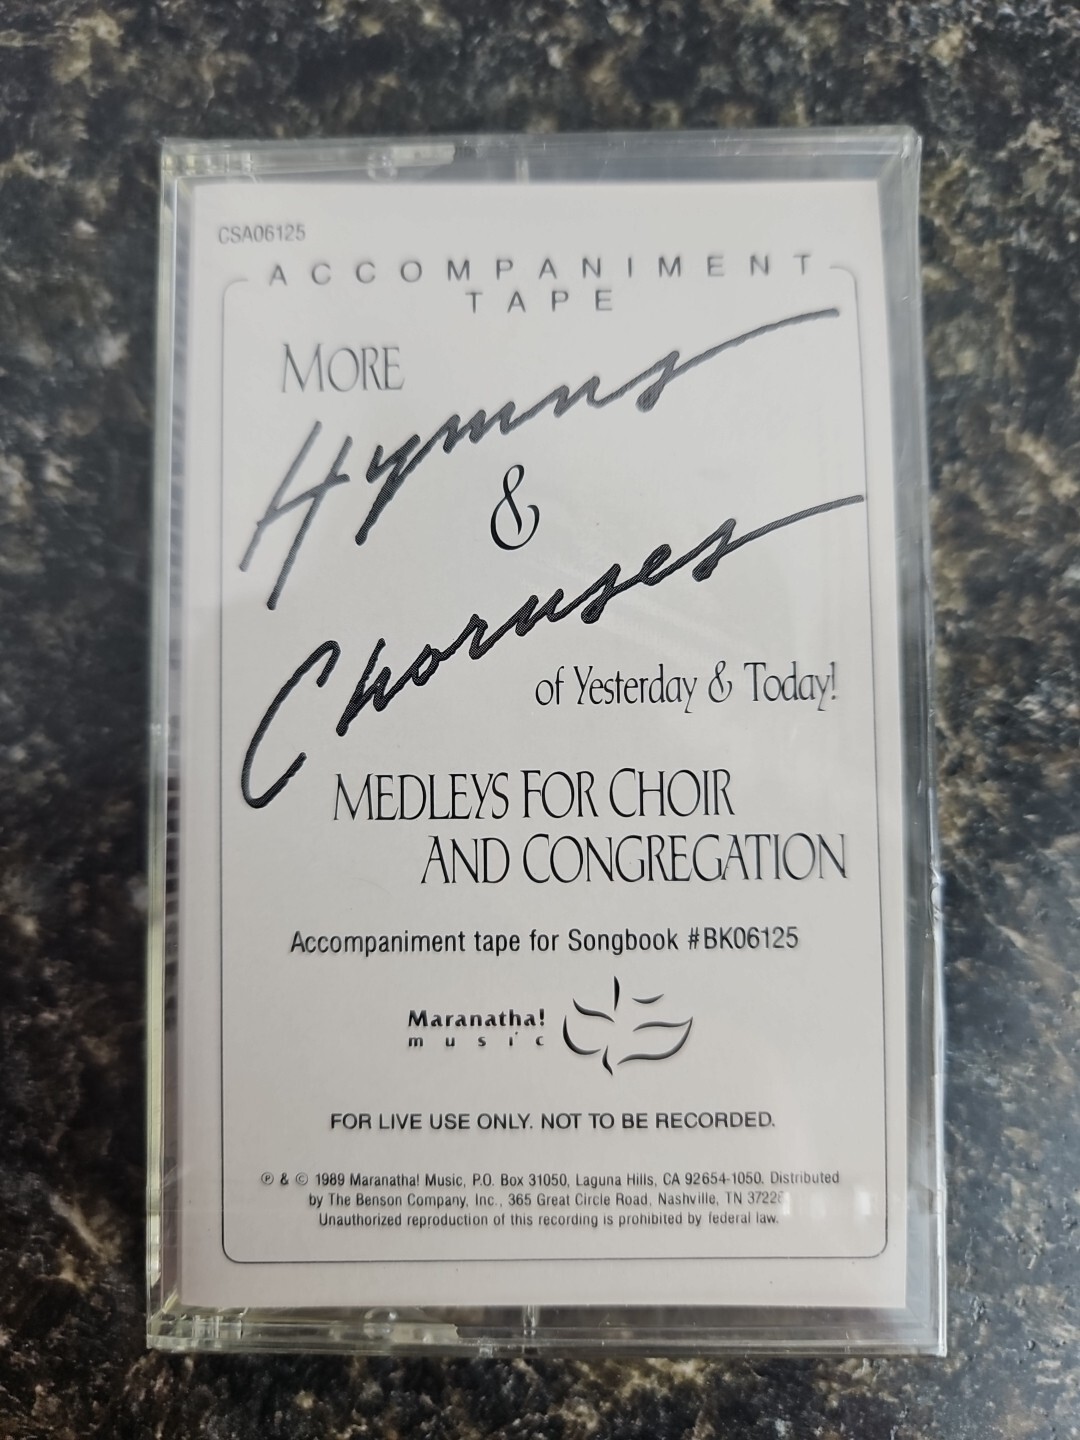 CSA06125
ACCOMPANIMENT
TAPE
MORE
Hymns
&
Choruses
of Yesterday & Today!
MEDLEYS FOR CHOIR
AND CONGREGATION
Accompaniment tape for Songbook #BK06125
Maranatha!
music
FOR LIVE USE ONLY. NOT TO BE RECORDED.
℗ & © 1989 Maranatha! Music, P.O. Box 31050, Laguna Hills, CA 92654-1050. Distributed
by The Benson Company, Inc., 365 Great Circle Road, Nashville, TN
Unauthorized reproduction of this recording is prohibited by federal law.